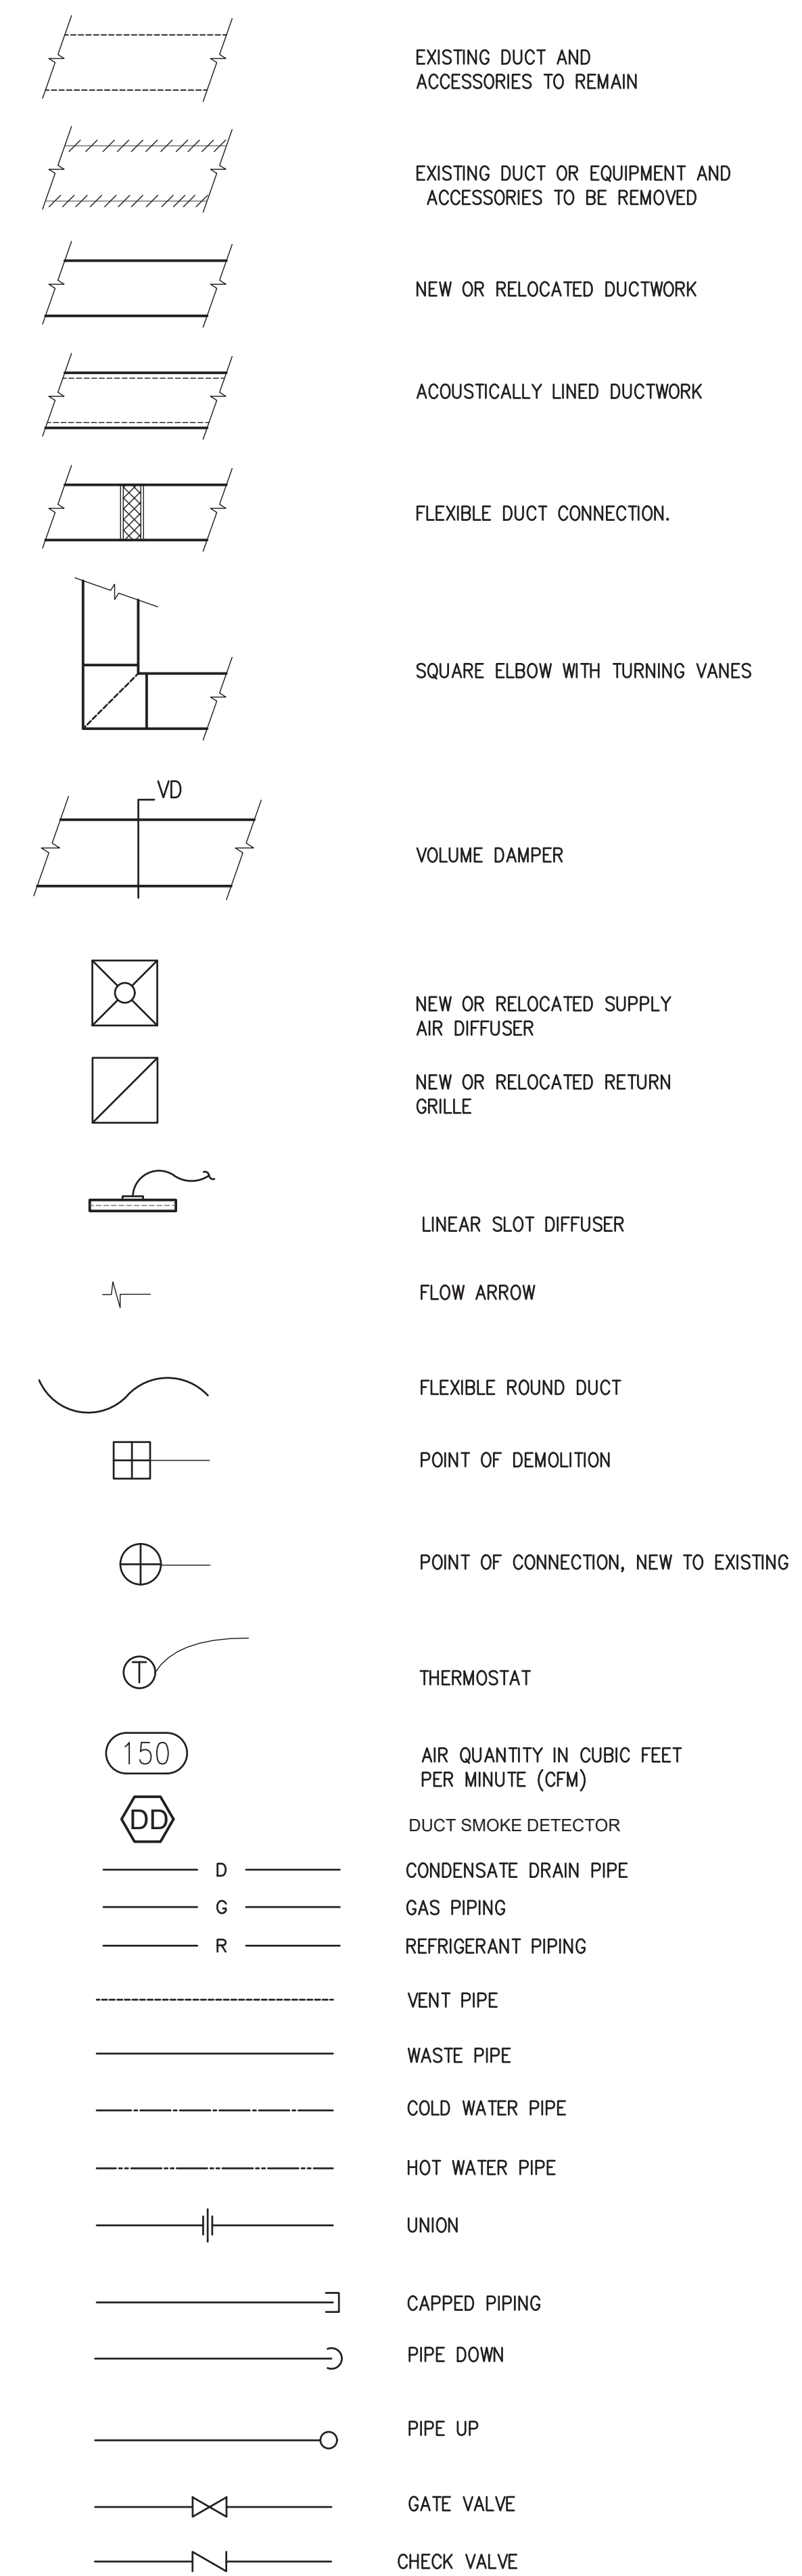 EXISTING DUCT AND
ACCESSORIES TO REMAIN
EXISTING DUCT OR EQUIPMENT AND
ACCESSORIES TO BE REMOVED
NEW OR RELOCATED DUCTWORK
ACOUSTICALLY LINED DUCTWORK
FLEXIBLE DUCT CONNECTION.
SQUARE ELBOW WITH TURNING VANES
VD
VOLUME DAMPER
NEW OR RELOCATED SUPPLY
AIR DIFFUSER
NEW OR RELOCATED RETURN
GRILLE
LINEAR SLOT DIFFUSER
FLOW ARROW
FLEXIBLE ROUND DUCT
POINT OF DEMOLITION
POINT OF CONNECTION, NEW TO EXISTING
T
THERMOSTAT
150
AIR QUANTITY IN CUBIC FEET
PER MINUTE (CFM)
DD
DUCT SMOKE DETECTOR
D CONDENSATE DRAIN PIPE
G GAS PIPING
R REFRIGERANT PIPING
VENT PIPE
WASTE PIPE
COLD WATER PIPE
HOT WATER PIPE
UNION
CAPPED PIPING
PIPE DOWN
PIPE UP
GATE VALVE
CHECK VALVE